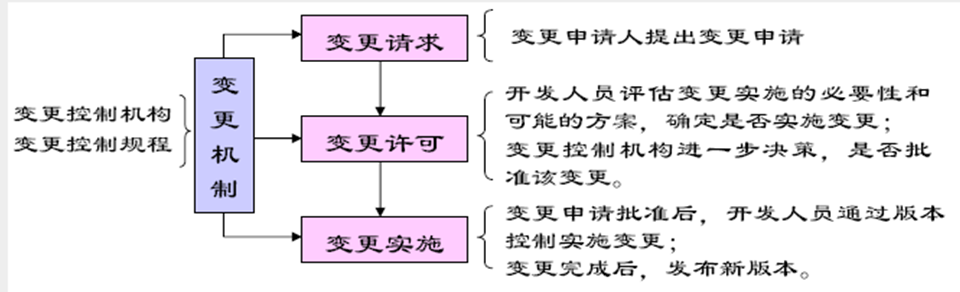 变更控制机构
变更控制规程
变更机制
变更请求
变更申请人提出变更申请
变更许可
开发人员评估变更实施的必要性和
可能的方案，确定是否实施变更；
变更控制机构进一步决策，是否批
准该变更。
变更实施
变更申请批准后，开发人员通过版本
控制实施变更；
变更完成后，发布新版本。